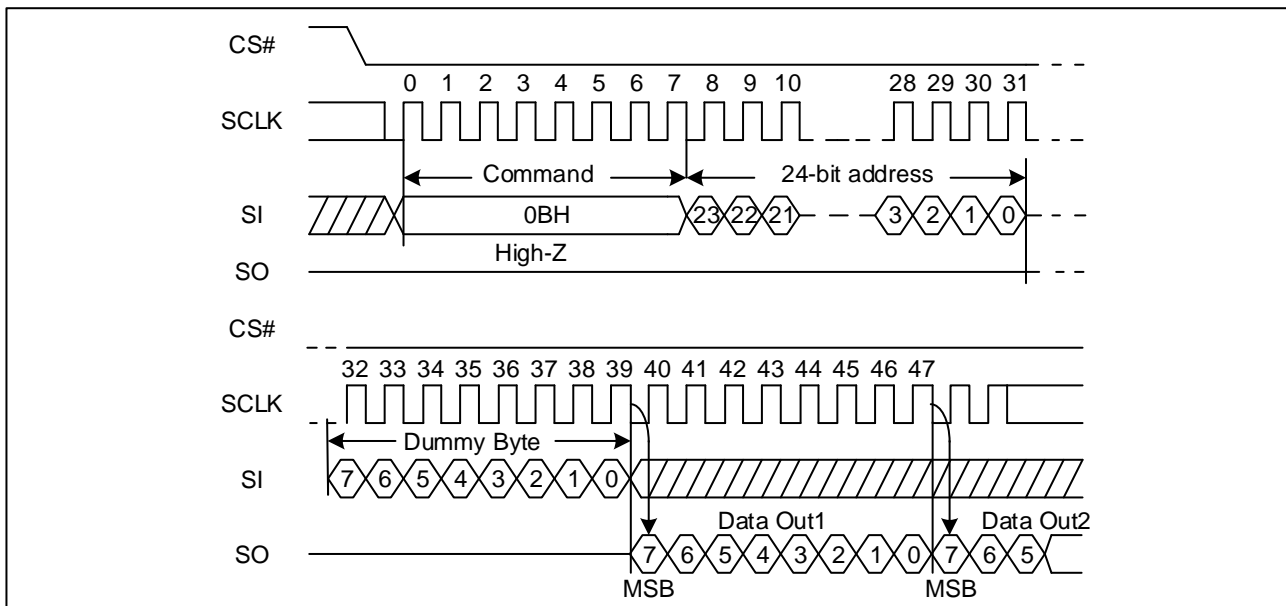 CS#
0 1 2 3 4 5 6 7 8 9 10 28 29 30 31
SCLK
Command 24-bit address
SI 0BH 23 22 21 3 2 1 0
High-Z
SO
CS#
32 33 34 35 36 37 38 39 40 41 42 43 44 45 46 47
SCLK
Dummy Byte
SI 7 6 5 4 3 2 1 0
Data Out1 Data Out2
SO 7 6 5 4 3 2 1 0 7 6 5
MSB MSB